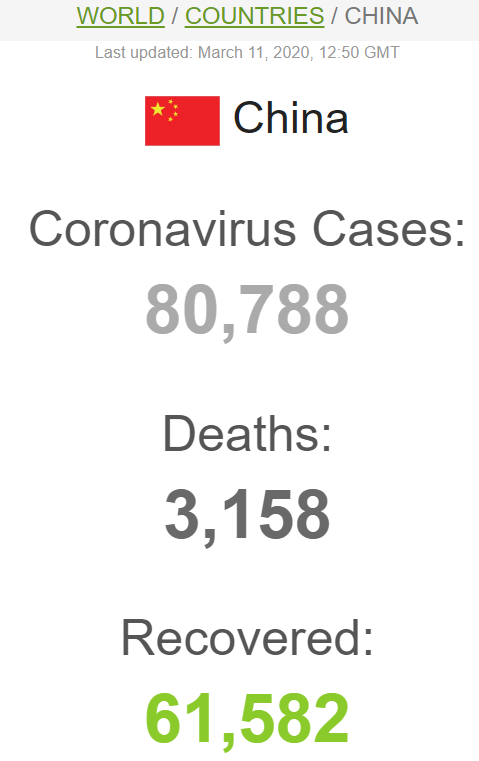 WORLD / COUNTRIES / CHINA
Last updated: March 11, 2020, 12:50 GMT
China
Coronavirus Cases:
80,788
Deaths:
3,158
Recovered:
61,582